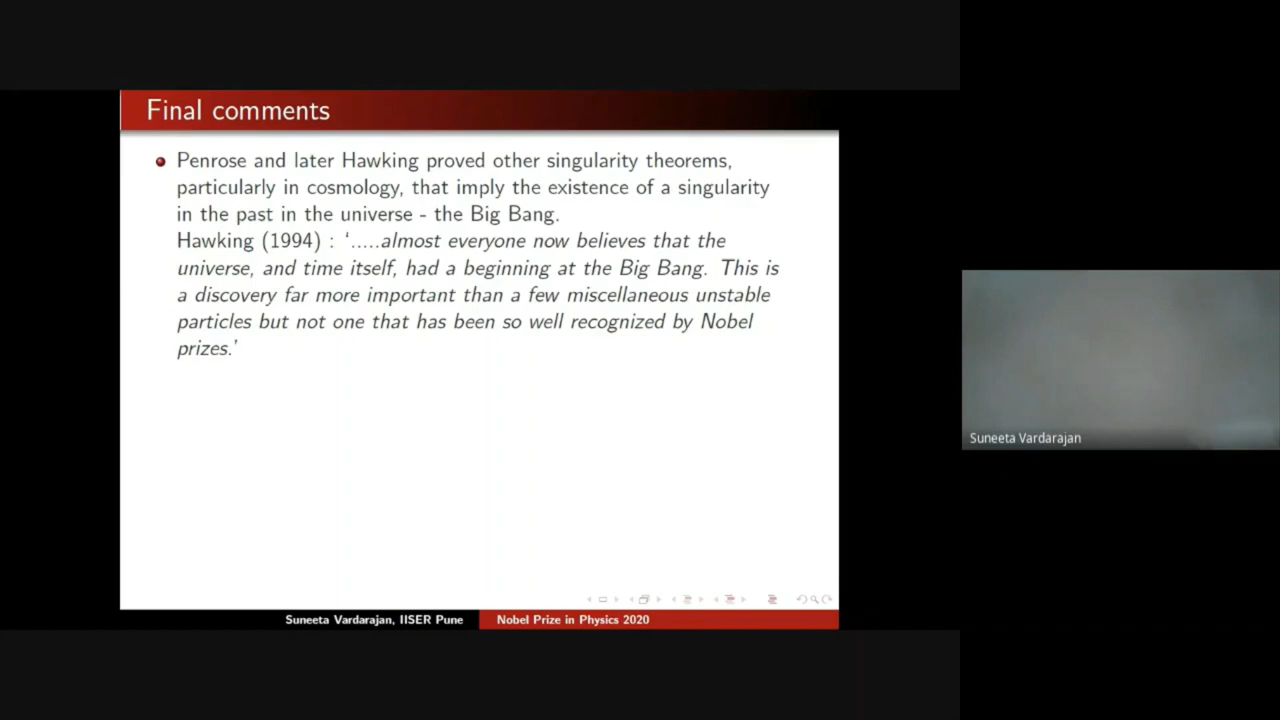 Final comments
Penrose and later Hawking proved other singularity theorems,
particularly in cosmology, that imply the existence of a singularity
in the past in the universe - the Big Bang.
Hawking (1994) : ‘.....almost everyone now believes that the
universe, and time itself, had a beginning at the Big Bang. This is
a discovery far more important than a few miscellaneous unstable
particles but not one that has been so well recognized by Nobel
prizes.’
Suneeta Vardarajan
Suneeta Vardarajan, IISER Pune
Nobel Prize in Physics 2020